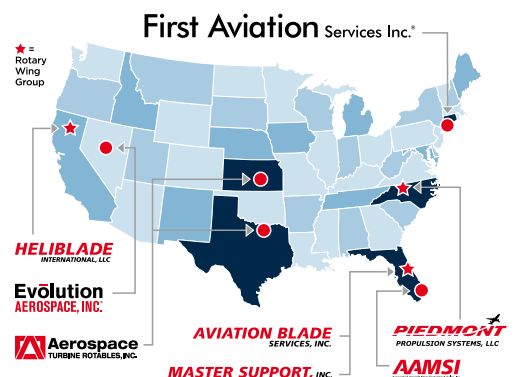 First Aviation Services Inc.®
★ =
Rotary
Wing
Group
HELIBLADE
INTERNATIONAL, LLC
Evolution
AEROSPACE, INC.
Aerospace
TURBINE ROTABLES, INC.
AVIATION BLADE
SERVICES, INC.
MASTER SUPPORT, INC.
PIEDMONT
PROPULSION SYSTEMS, LLC
AAMSI